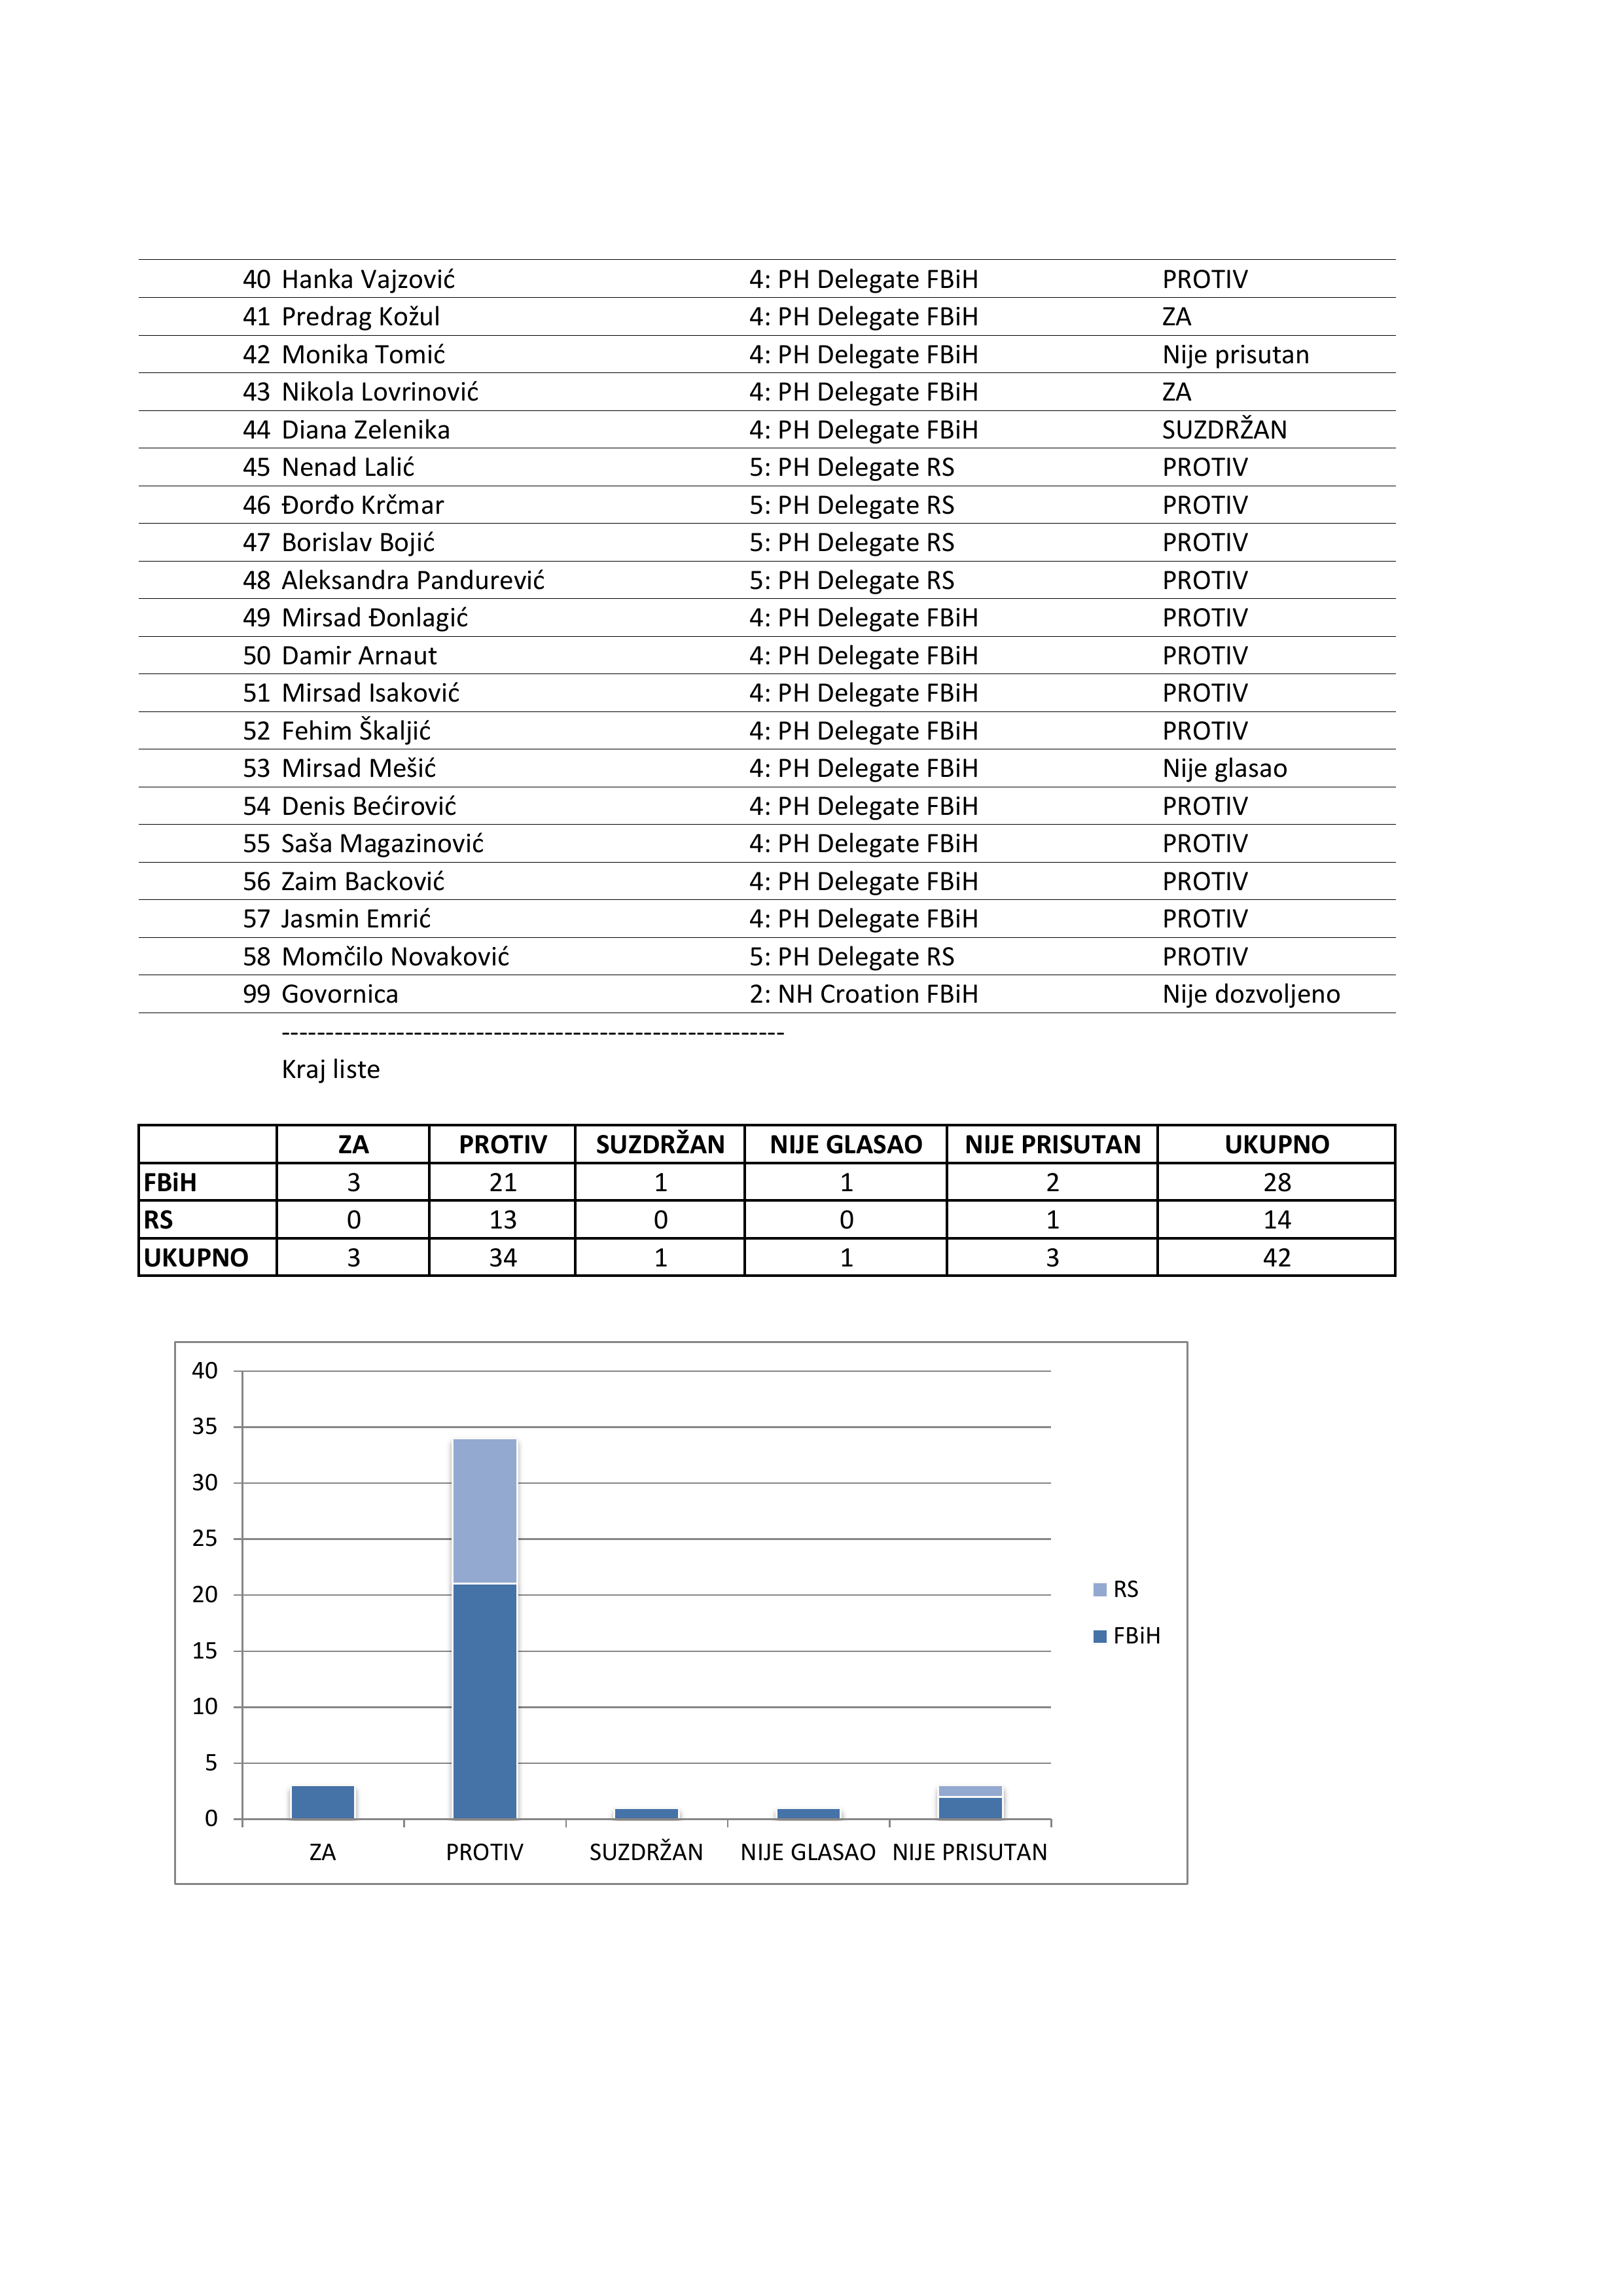 40 Hanka Vajzović 4: PH Delegate FBiH PROTIV
41 Predrag Kožul 4: PH Delegate FBiH ZA
42 Monika Tomić 4: PH Delegate FBiH Nije prisutan
43 Nikola Lovrinović 4: PH Delegate FBiH ZA
44 Diana Zelenika 4: PH Delegate FBiH SUZDRŽAN
45 Nenad Lalić 5: PH Delegate RS PROTIV
46 Đorđo Krčmar 5: PH Delegate RS PROTIV
47 Borislav Bojić 5: PH Delegate RS PROTIV
48 Aleksandra Pandurević 5: PH Delegate RS PROTIV
49 Mirsad Đonlagić 4: PH Delegate FBiH PROTIV
50 Damir Arnaut 4: PH Delegate FBiH PROTIV
51 Mirsad Isaković 4: PH Delegate FBiH PROTIV
52 Fehim Škaljić 4: PH Delegate FBiH PROTIV
53 Mirsad Mešić 4: PH Delegate FBiH Nije glasao
54 Denis Bećirović 4: PH Delegate FBiH PROTIV
55 Saša Magazinović 4: PH Delegate FBiH PROTIV
56 Zaim Backović 4: PH Delegate FBiH PROTIV
57 Jasmin Emrić 4: PH Delegate FBiH PROTIV
58 Momčilo Novaković 5: PH Delegate RS PROTIV
99 Govornica 2: NH Croation FBiH Nije dozvoljeno
---------------------------------------------------------
Kraj liste
ZA PROTIV SUZDRŽAN NIJE GLASAO NIJE PRISUTAN UKUPNO
FBiH 3 21 1 1 2 28
RS 0 13 0 0 1 14
UKUPNO 3 34 1 1 3 42
40
35
30
25
20
15
10
5
0
ZA PROTIV SUZDRŽAN NIJE GLASAO NIJE PRISUTAN
RS
FBiH